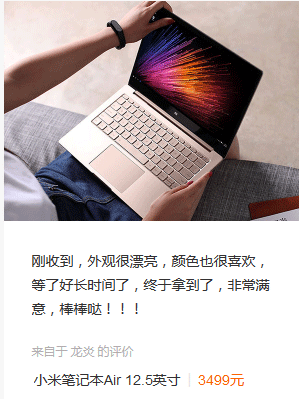 刚收到，外观很漂亮，颜色也很喜欢，
等了好长时间了，终于拿到了，非常满
意，棒棒哒！！！
来自于 龙炎 的评价
小米笔记本Air 12.5英寸 | 3499元